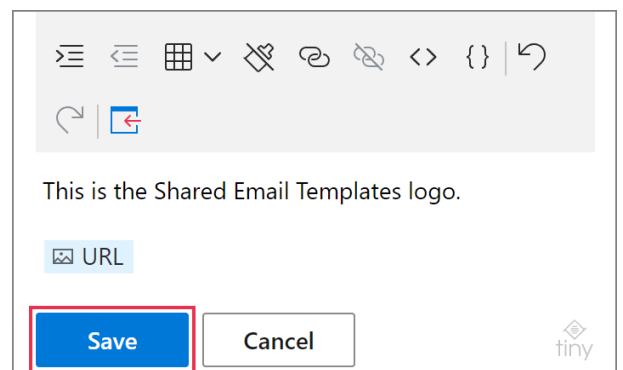 This is the Shared Email Templates logo.
URL
Save
Cancel
tiny